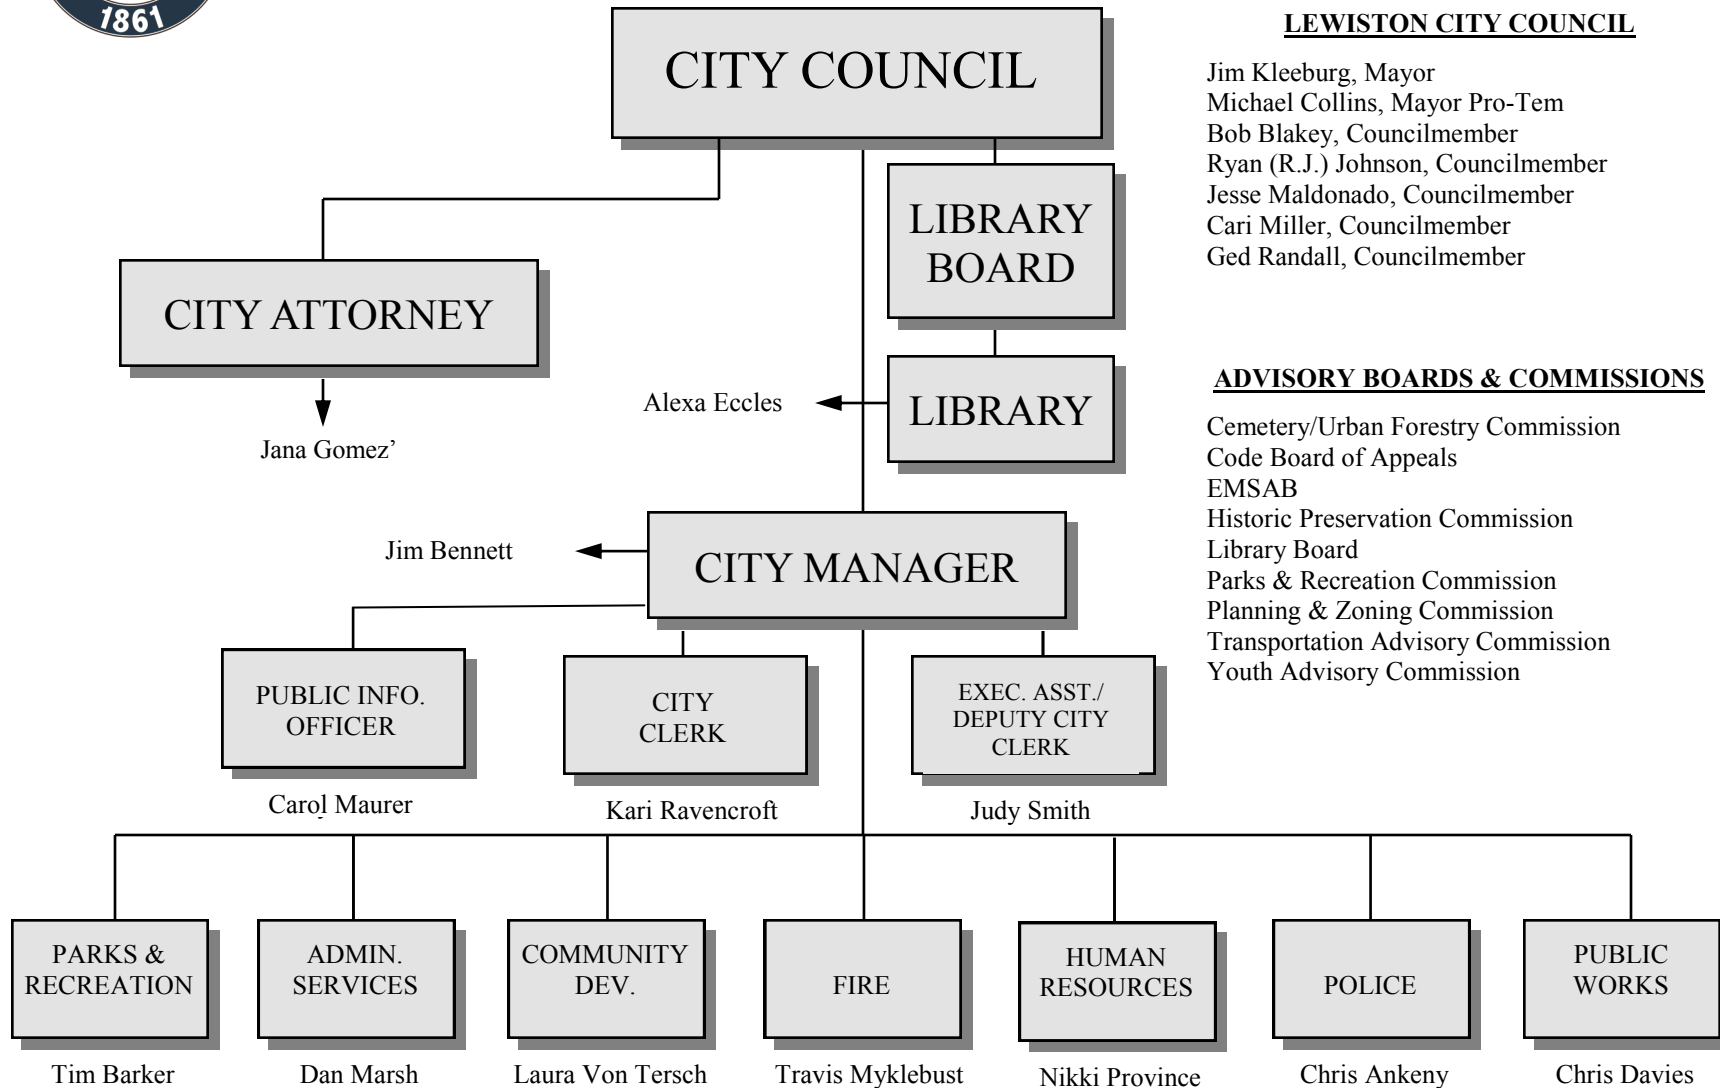 1861
CITY COUNCIL
LEWISTON CITY COUNCIL
Jim Kleeburg, Mayor
Michael Collins, Mayor Pro-Tem
Bob Blakey, Councilmember
Ryan (R.J.) Johnson, Councilmember
Jesse Maldonado, Councilmember
Cari Miller, Councilmember
Ged Randall, Councilmember
LIBRARY
BOARD
CITY ATTORNEY
Jana Gomez’
LIBRARY
Alexa Eccles
ADVISORY BOARDS & COMMISSIONS
Cemetery/Urban Forestry Commission
Code Board of Appeals
EMSAB
Historic Preservation Commission
Library Board
Parks & Recreation Commission
Planning & Zoning Commission
Transportation Advisory Commission
Youth Advisory Commission
CITY MANAGER
Jim Bennett
PUBLIC INFO.
OFFICER
Carol Maurer
CITY
CLERK
Kari Ravencroft
EXEC. ASST./
DEPUTY CITY
CLERK
Judy Smith
PARKS &
RECREATION
Tim Barker
ADMIN.
SERVICES
Dan Marsh
COMMUNITY
DEV.
Laura Von Tersch
FIRE
Travis Myklebust
HUMAN
RESOURCES
Nikki Province
POLICE
Chris Ankeny
PUBLIC
WORKS
Chris Davies